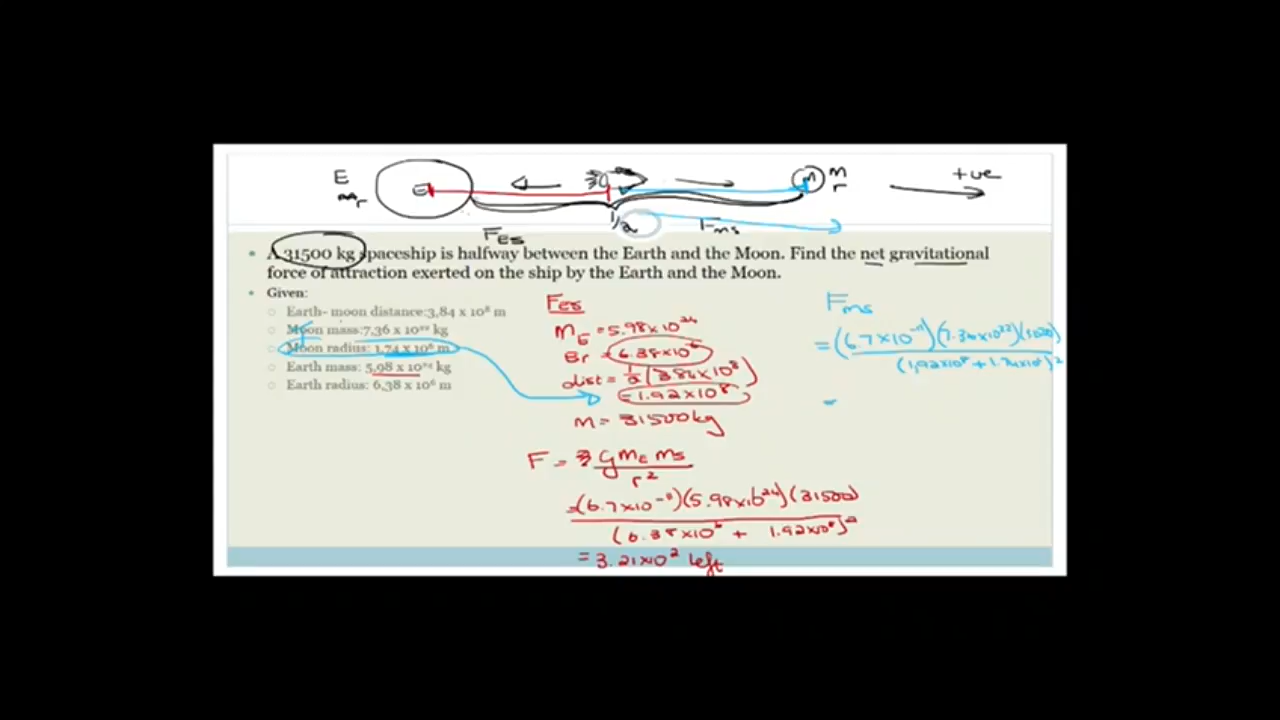 E
m r
E
M
m
r
+ve
1/2
Fes
Fms
• A 31500 kg spaceship is halfway between the Earth and the Moon. Find the net gravitational
force of attraction exerted on the ship by the Earth and the Moon.
• Given:
○ Earth- moon distance:3,84 x 10⁸ m
○ Moon mass:7,36 x 10²² kg
○ Moon radius: 1,74 x 10⁶ m
○ Earth mass: 5,98 x 10²⁴ kg
○ Earth radius: 6,38 x 10⁶ m
Fes
M_E = 5.98x10²⁴
Er = 6.38x10⁶
dist = 1/2 (3.84x10⁸)
= 1.92x10⁸
m = 31500kg
F = G m_E m_s / r²
= (6.7x10⁻¹¹)(5.98x10²⁴)(31500)
(6.38x10⁶ + 1.92x10⁸)²
= 3.21x10² left
Fms
= (6.7x10⁻¹¹)(7.36x10²²)
(1,92x10⁸ + 1.74x10⁶)²
=